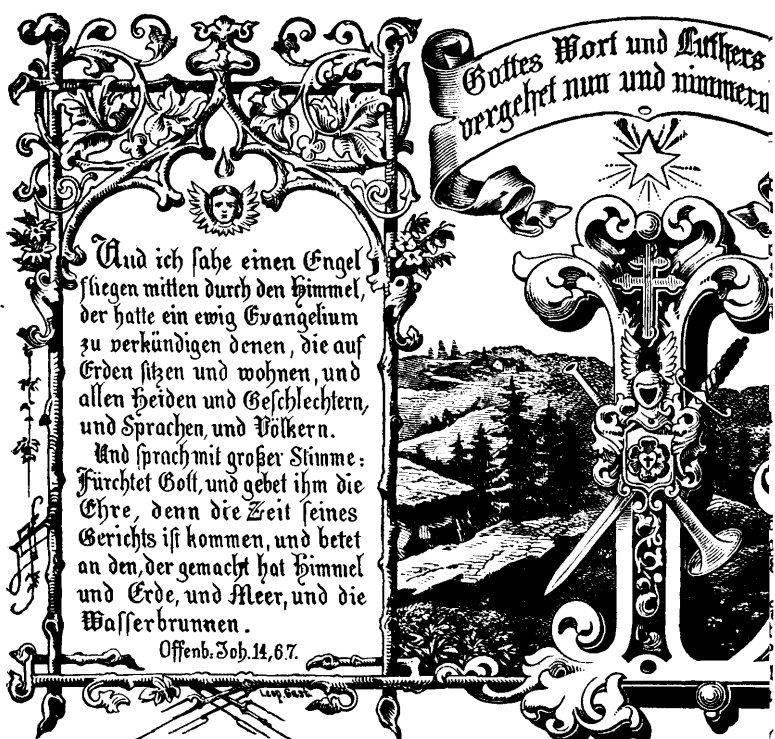 Und ich sahe einen Engel
fliegen mitten durch den Himmel,
der hatte ein ewig Evangelium
zu verkündigen denen, die auf
Erden sitzen und wohnen, und
allen Heiden und Geschlechtern,
und Sprachen, und Völkern.
Und sprach mit großer Stimme:
Fürchtet Gott, und gebet ihm die
Ehre, denn die Zeit seines
Gerichts ist kommen, und betet
an den, der gemacht hat Himmel
und Erde, und Meer, und die
Wasserbrunnen.
Offenb. Joh. 14, 6.7.
Gottes Wort und Luthers
vergehet nun und nimmer